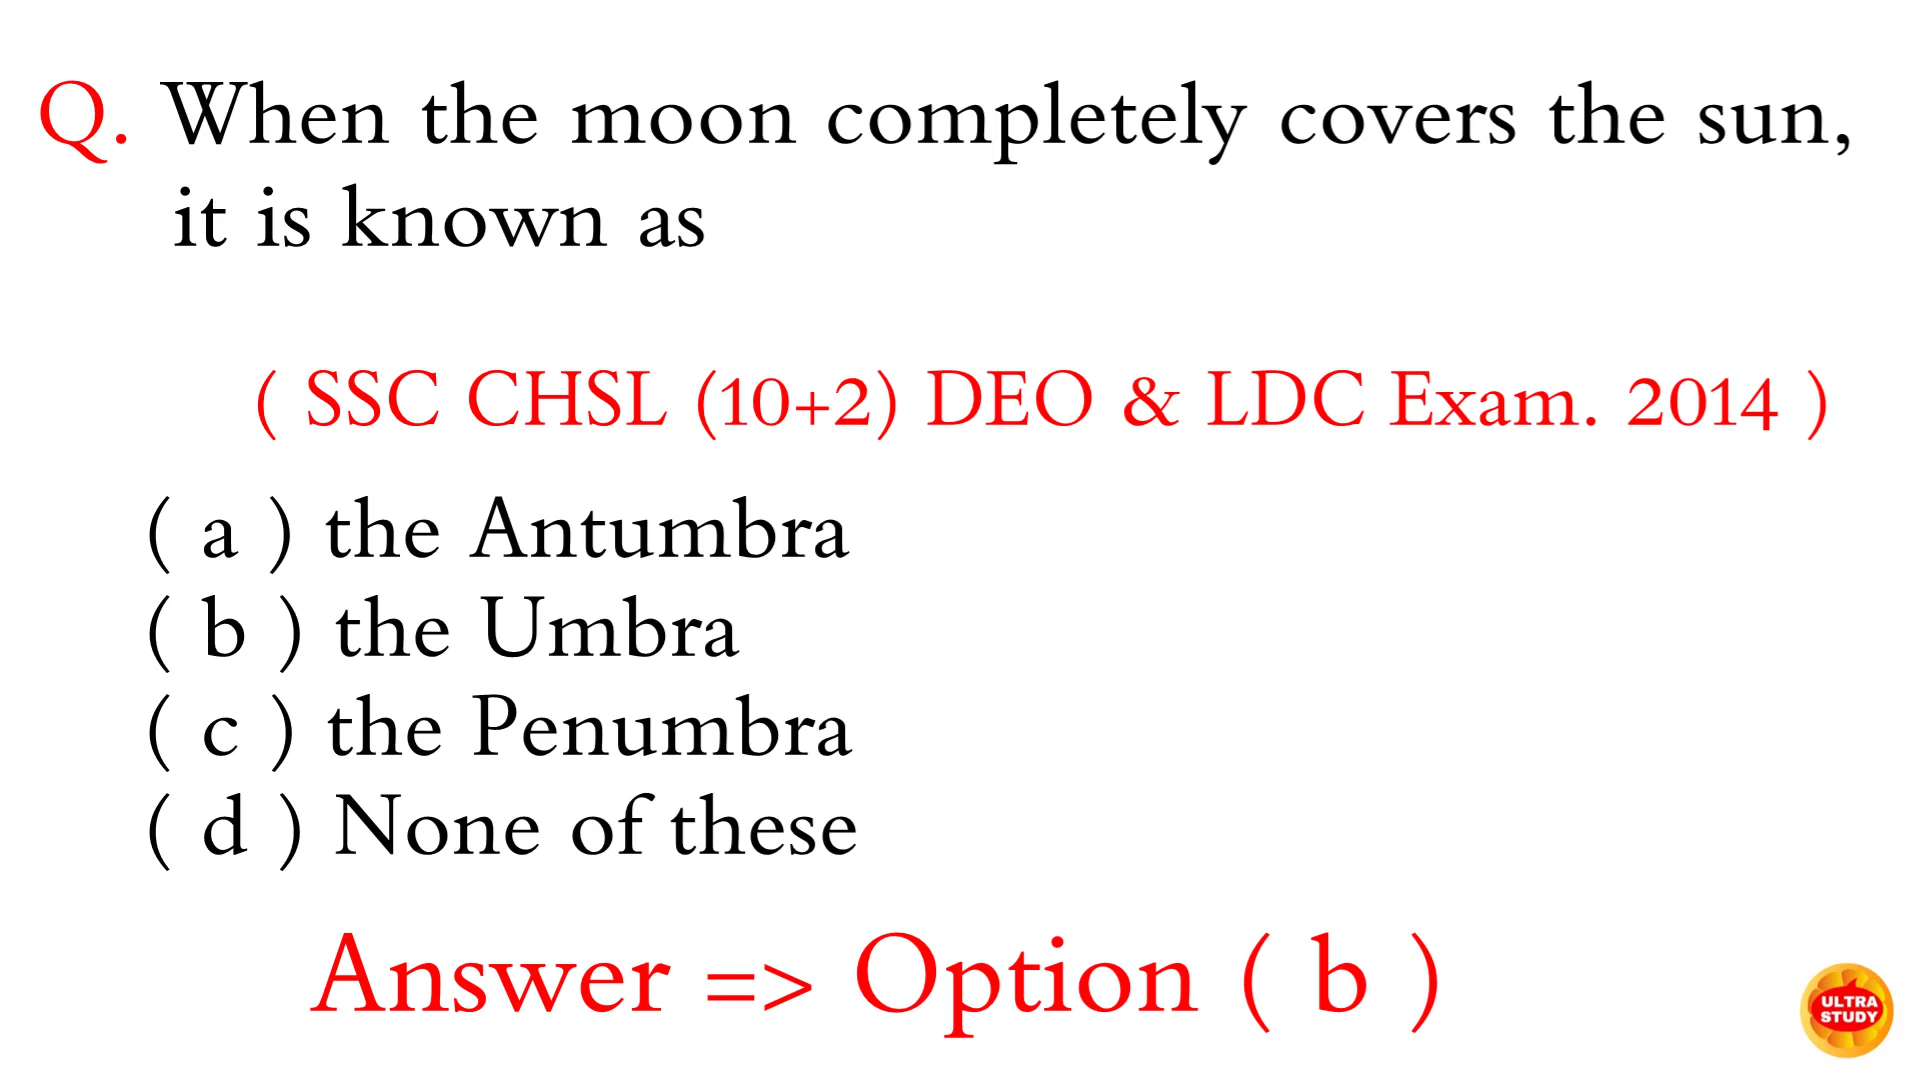 Q. When the moon completely covers the sun,
it is known as
( SSC CHSL (10+2) DEO & LDC Exam. 2014 )
( a ) the Antumbra
( b ) the Umbra
( c ) the Penumbra
( d ) None of these
Answer => Option ( b )
ULTRA
STUDY